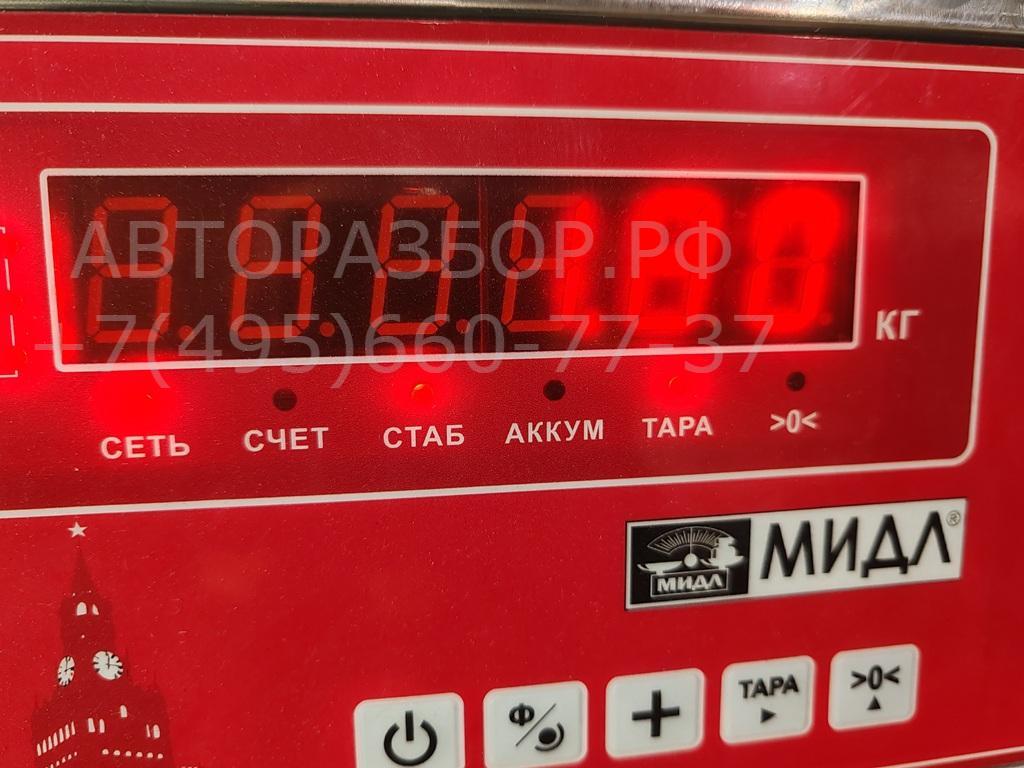 АВТОРАЗБОР.РФ
+7(495)660-77-37
КГ
СЕТЬ СЧЕТ СТАБ АККУМ ТАРА >0<
МИДЛ МИДЛ®
Ф ТАРА >0<